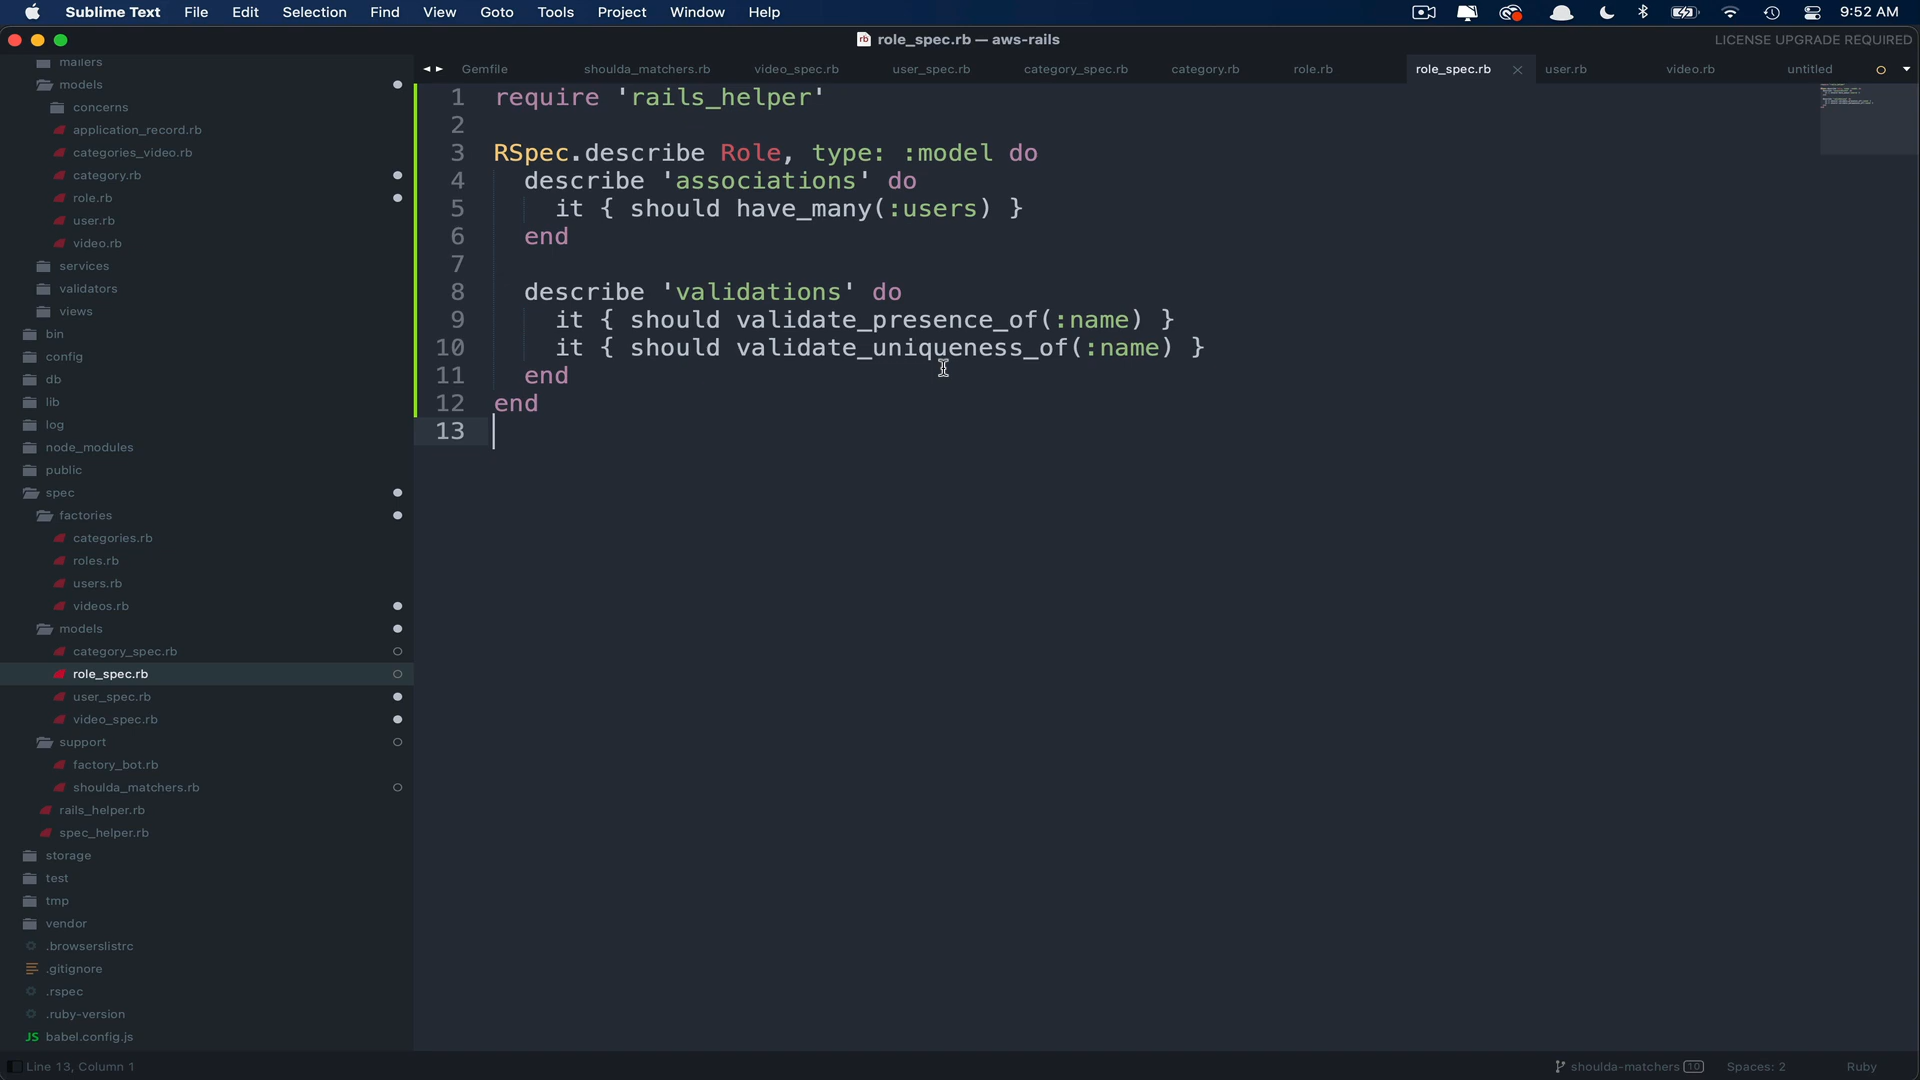 Sublime Text File Edit Selection Find View Goto Tools Project Window Help 9:52 AM
role_spec.rb — aws-rails LICENSE UPGRADE REQUIRED
Gemfile shoulda_matchers.rb video_spec.rb user_spec.rb category_spec.rb category.rb role.rb role_spec.rb user.rb video.rb untitled
mailers
models
concerns
application_record.rb
categories_video.rb
category.rb
role.rb
user.rb
video.rb
services
validators
views
bin
config
db
lib
log
node_modules
public
spec
factories
categories.rb
roles.rb
users.rb
videos.rb
models
category_spec.rb
role_spec.rb
user_spec.rb
video_spec.rb
support
factory_bot.rb
shoulda_matchers.rb
rails_helper.rb
spec_helper.rb
storage
test
tmp
vendor
.browserslistrc
.gitignore
.rspec
.ruby-version
JS babel.config.js
1 require 'rails_helper'
2
3 RSpec.describe Role, type: :model do
4 describe 'associations' do
5 it { should have_many(:users) }
6 end
7
8 describe 'validations' do
9 it { should validate_presence_of(:name) }
10 it { should validate_uniqueness_of(:name) }
11 end
12 end
13
Line 13, Column 1 shoulda-matchers 10 Spaces: 2 Ruby